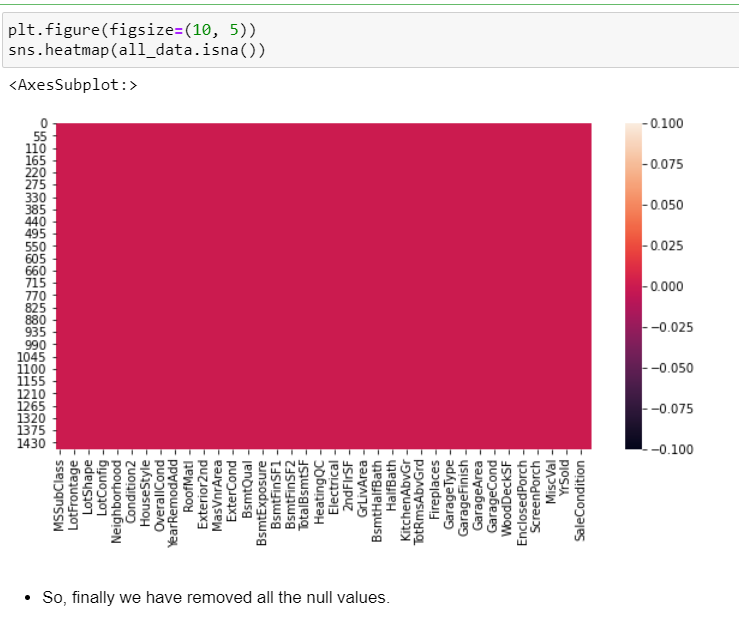 plt.figure(figsize=(10, 5))
sns.heatmap(all_data.isna())
<AxesSubplot:>
0
55
110
165
220
275
330
385
440
495
550
605
660
715
770
825
880
935
990
1045
1100
1155
1210
1265
1320
1375
1430
0.100
0.075
0.050
0.025
0.000
−0.025
−0.050
−0.075
−0.100
MSSubClass
LotFrontage
LotShape
LotConfig
Neighborhood
Condition2
HouseStyle
OverallCond
YearRemodAdd
RoofMatl
Exterior2nd
MasVnrArea
ExterCond
BsmtQual
BsmtExposure
BsmtFinSF1
BsmtFinSF2
TotalBsmtSF
HeatingQC
Electrical
2ndFlrSF
GrLivArea
BsmtHalfBath
HalfBath
KitchenAbvGr
TotRmsAbvGrd
Fireplaces
GarageType
GarageFinish
GarageArea
GarageCond
WoodDeckSF
EnclosedPorch
ScreenPorch
MiscVal
YrSold
SaleCondition
• So, finally we have removed all the null values.